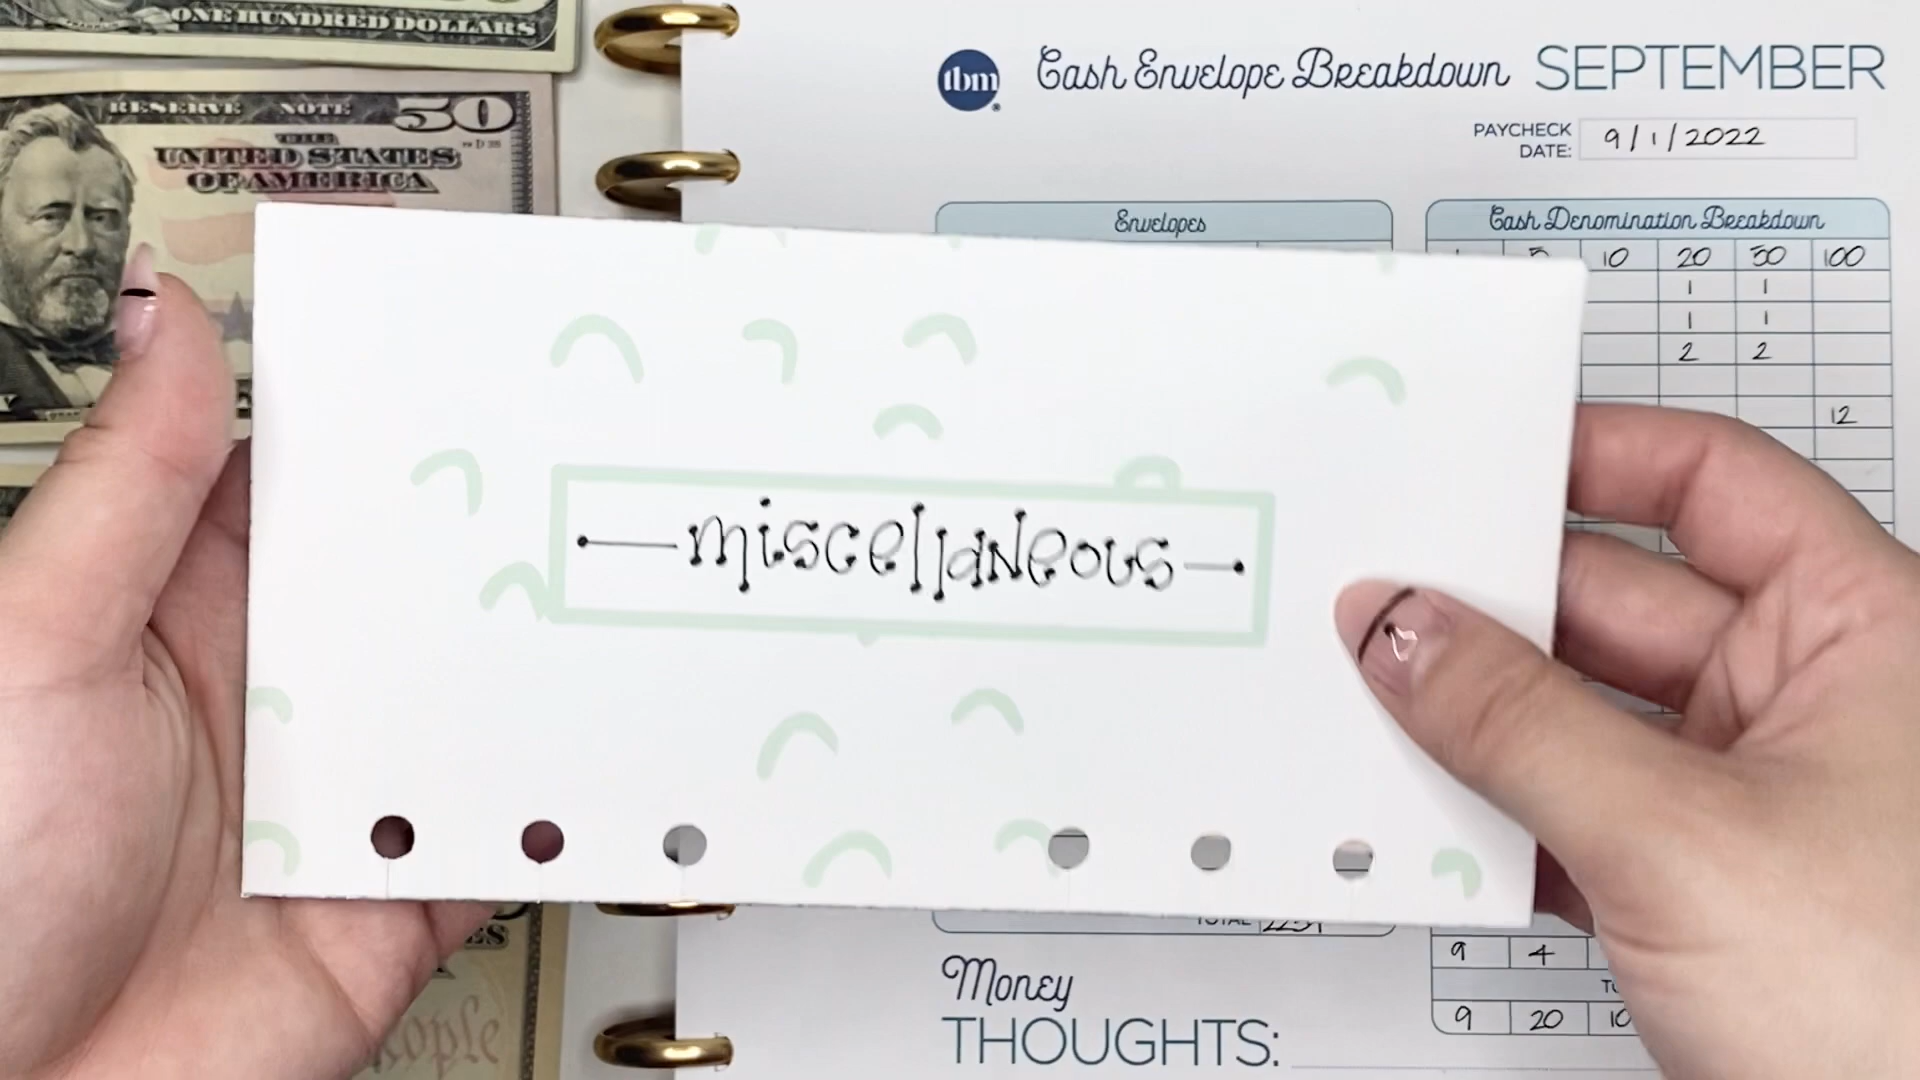 ONE HUNDRED DOLLARS
RESERVE NOTE 50
THE
UNITED STATES
OF AMERICA
tbm
Cash Envelope Breakdown SEPTEMBER
PAYCHECK DATE: 9/1/2022
Envelopes
Cash Denomination Breakdown
10 20 50 100
1 1
1 1
2 2
12
miscellaneous
TOTAL
9 4
9 20 10
Money
THOUGHTS: